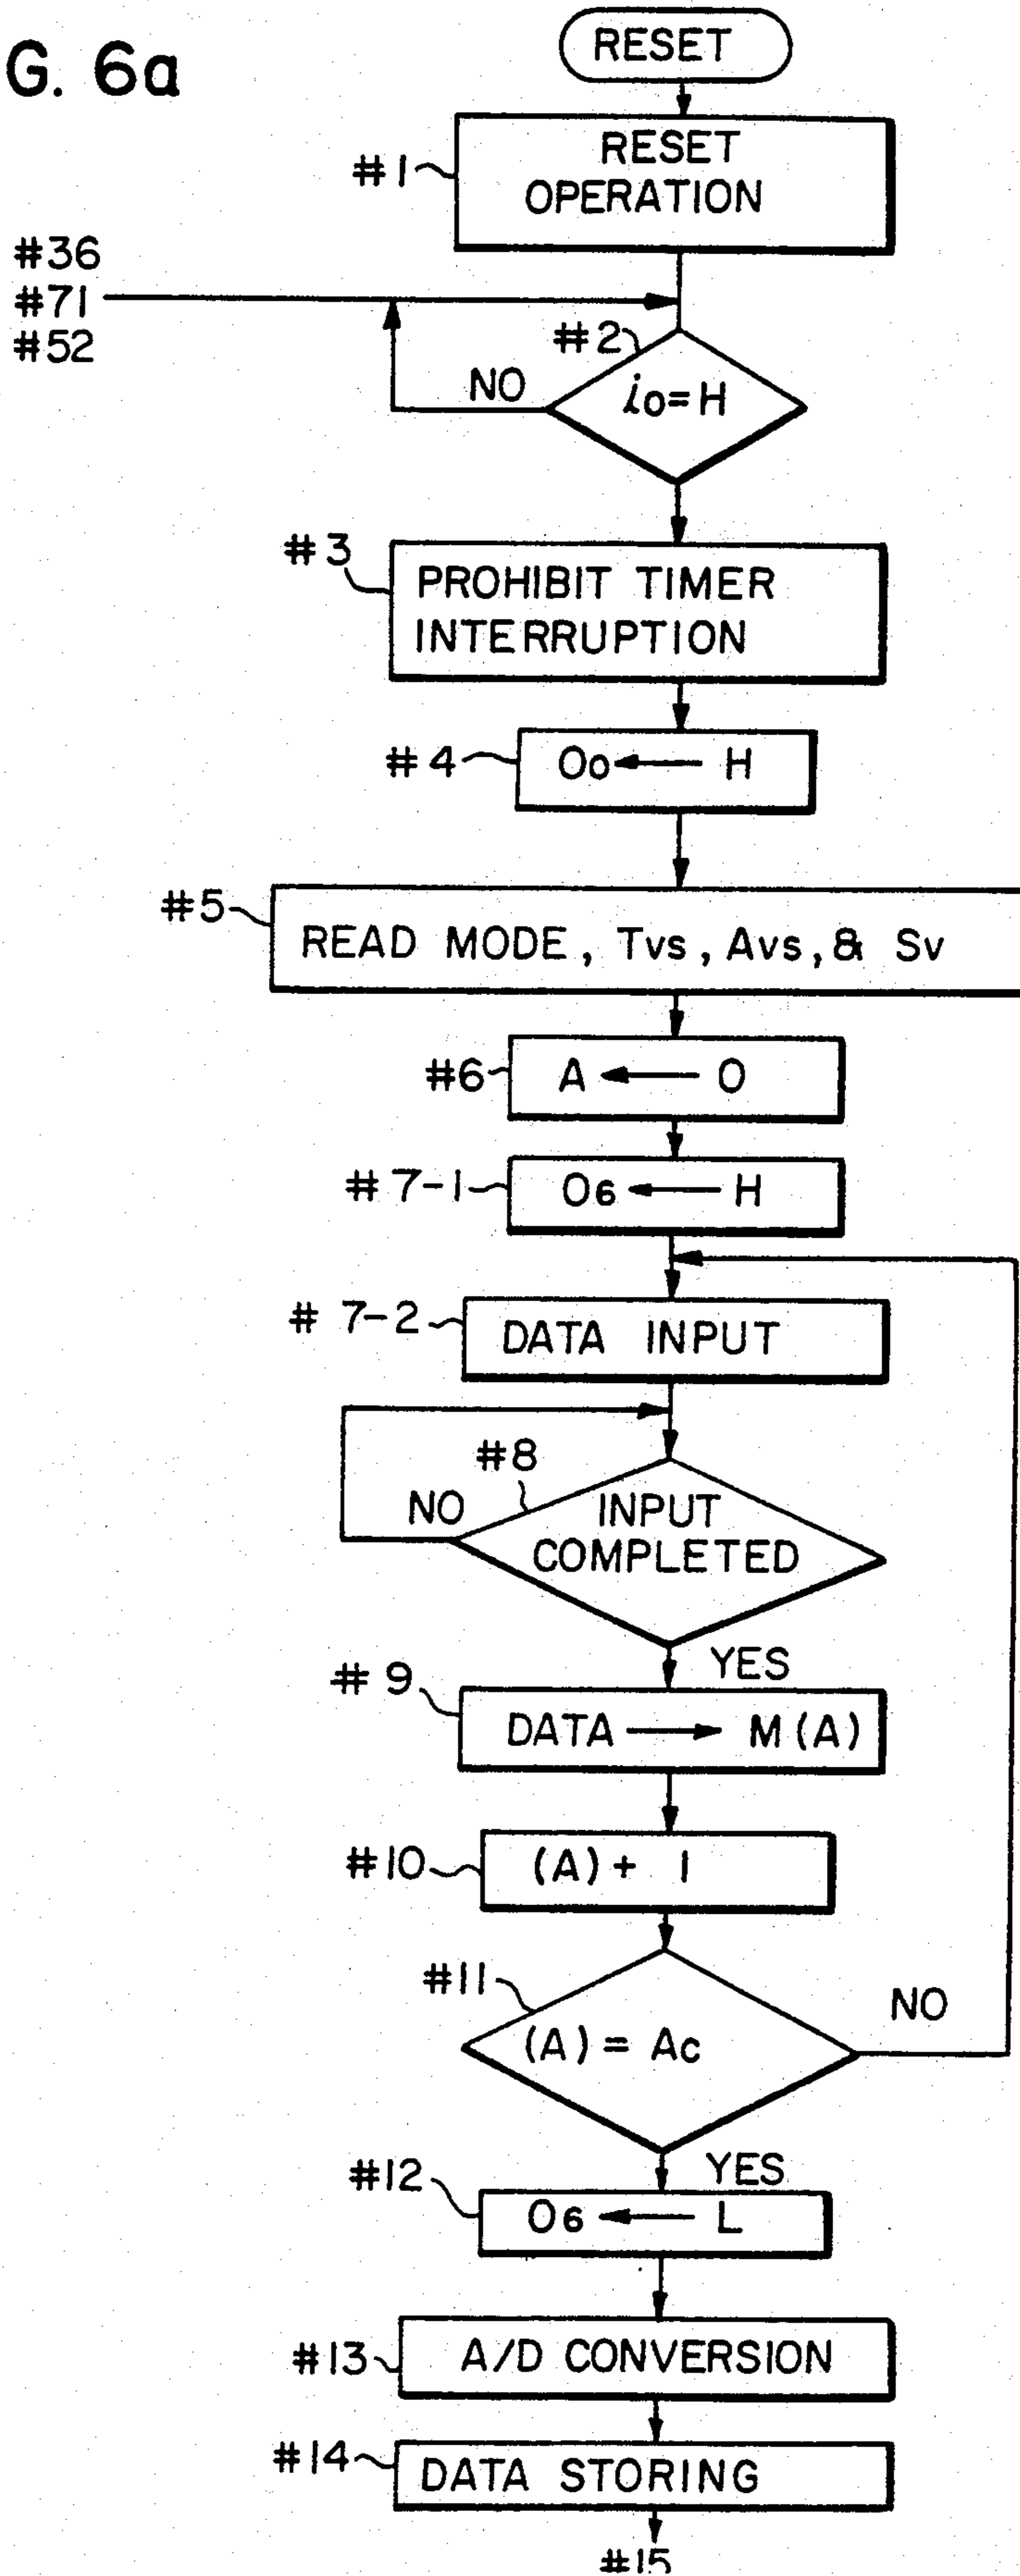 G. 6a
RESET
#1
RESET
OPERATION
#36
#71
#52
#2
NO
io=H
#3
PROHIBIT TIMER
INTERRUPTION
#4
Oo ← H
#5
READ MODE, Tvs, Avs, & Sv
#6
A ← O
#7-1
O6 ← H
#7-2
DATA INPUT
#8
NO
INPUT
COMPLETED
YES
#9
DATA → M(A)
#10
(A)+ 1
#11
(A) = Ac
NO
YES
#12
O6 ← L
#13
A/D CONVERSION
#14
DATA STORING
#15